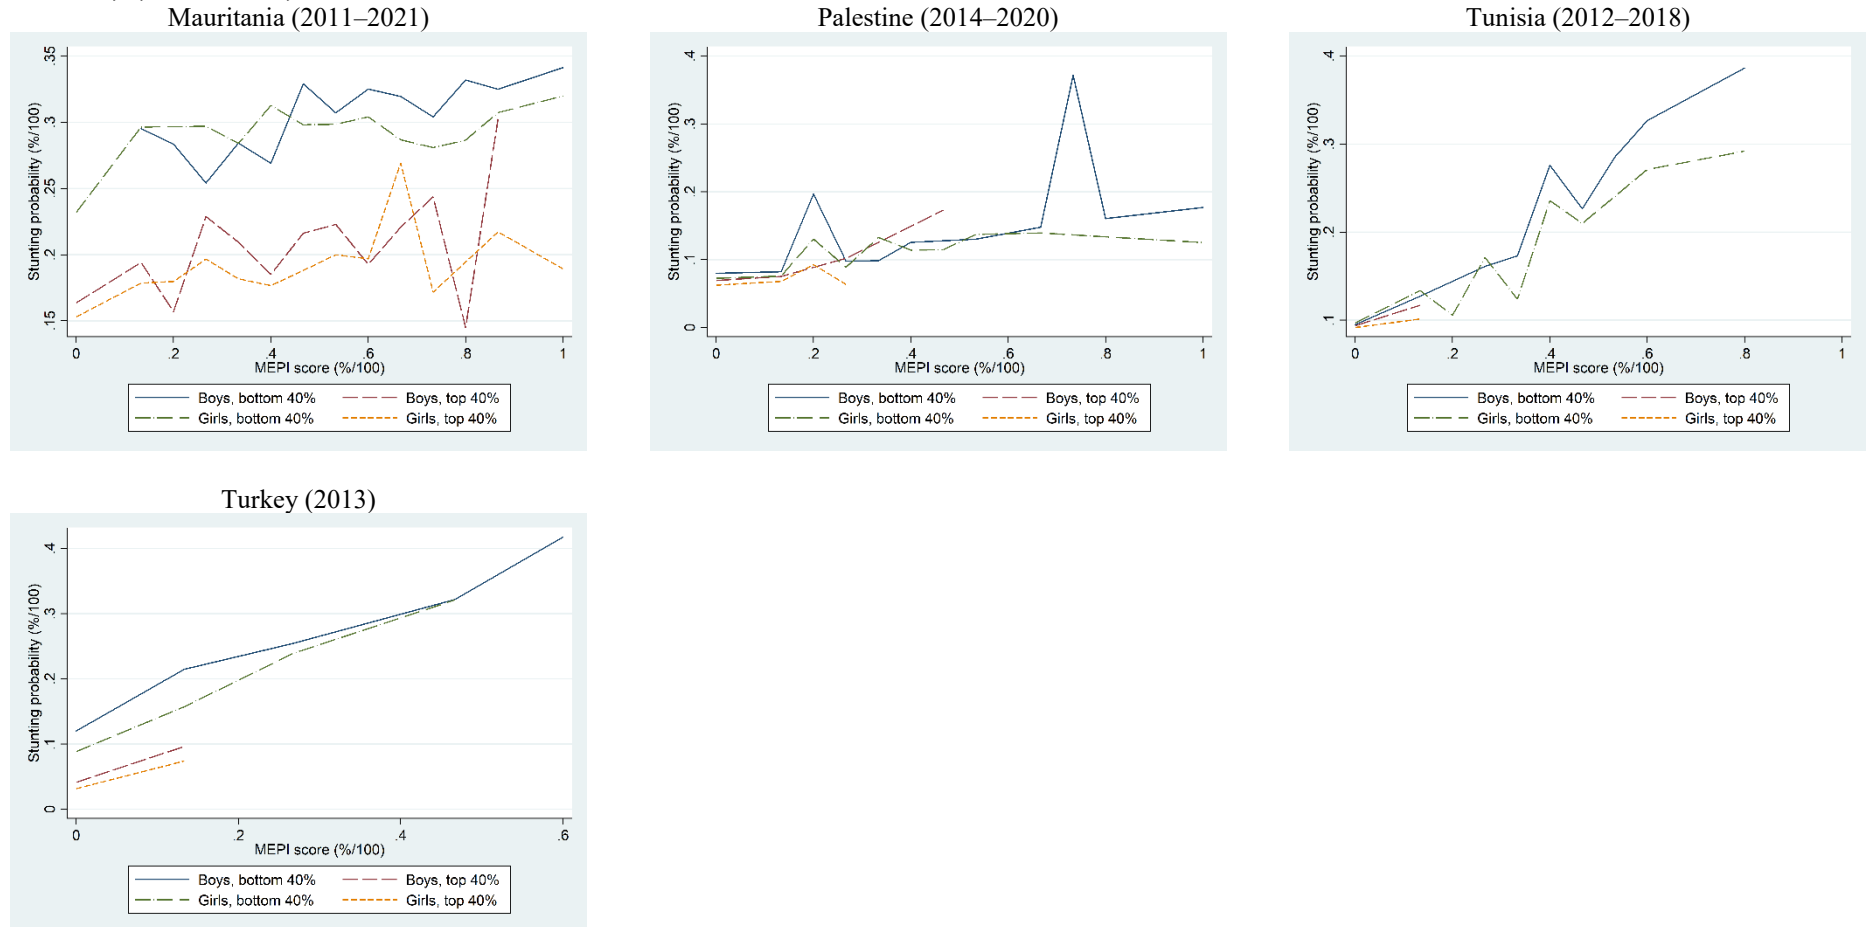 Mauritania (2011–2021)
Palestine (2014–2020)
Tunisia (2012–2018)
Stunting probability (%/100)
.35
.3
.25
.2
.15
0 .2 .4 .6 .8 1
MEPI score (%/100)
Boys, bottom 40% Boys, top 40%
Girls, bottom 40% Girls, top 40%
Stunting probability (%/100)
.4
.3
.2
.1
0
0 .2 .4 .6 .8 1
MEPI score (%/100)
Boys, bottom 40% Boys, top 40%
Girls, bottom 40% Girls, top 40%
Stunting probability (%/100)
.4
.3
.2
.1
0 .2 .4 .6 .8 1
MEPI score (%/100)
Boys, bottom 40% Boys, top 40%
Girls, bottom 40% Girls, top 40%
Turkey (2013)
Stunting probability (%/100)
.4
.3
.2
.1
0
0 .2 .4 .6
MEPI score (%/100)
Boys, bottom 40% Boys, top 40%
Girls, bottom 40% Girls, top 40%